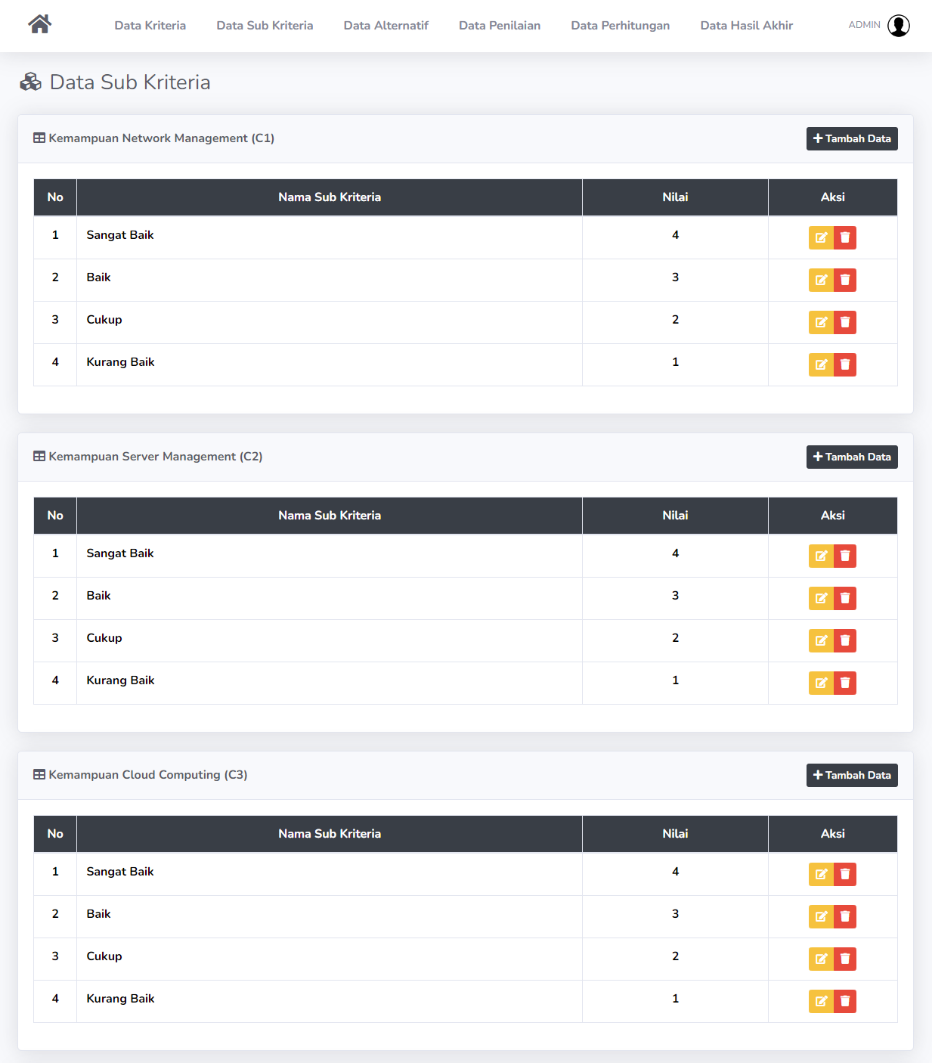 Data Kriteria Data Sub Kriteria Data Alternatif Data Penilaian Data Perhitungan Data Hasil Akhir ADMIN
Data Sub Kriteria
Kemampuan Network Management (C1) Tambah Data
No Nama Sub Kriteria Nilai Aksi
1 Sangat Baik 4
2 Baik 3
3 Cukup 2
4 Kurang Baik 1
Kemampuan Server Management (C2) Tambah Data
No Nama Sub Kriteria Nilai Aksi
1 Sangat Baik 4
2 Baik 3
3 Cukup 2
4 Kurang Baik 1
Kemampuan Cloud Computing (C3) Tambah Data
No Nama Sub Kriteria Nilai Aksi
1 Sangat Baik 4
2 Baik 3
3 Cukup 2
4 Kurang Baik 1